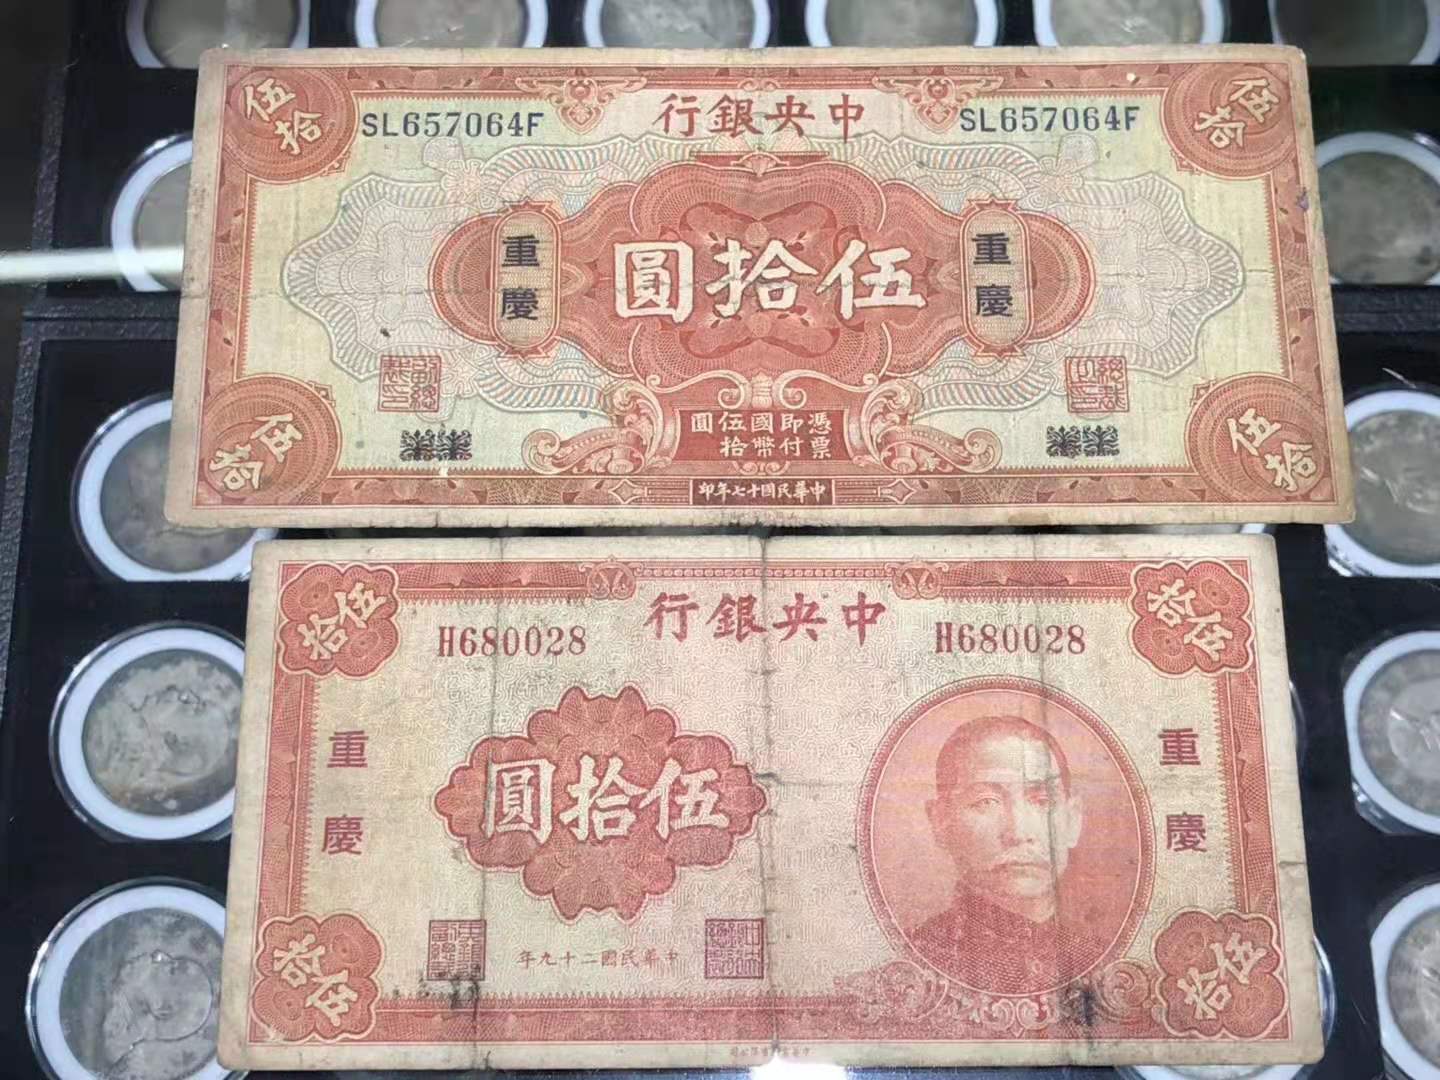 伍拾
伍拾
SL657064F
中央銀行
SL657064F
重慶
伍拾圓
重慶
憑票即付國幣伍拾圓
伍拾
伍拾
中華民國十七年印
伍拾
中央銀行
伍拾
H680028
H680028
重慶
伍拾圓
重慶
中華民國二十九年
伍拾
伍拾